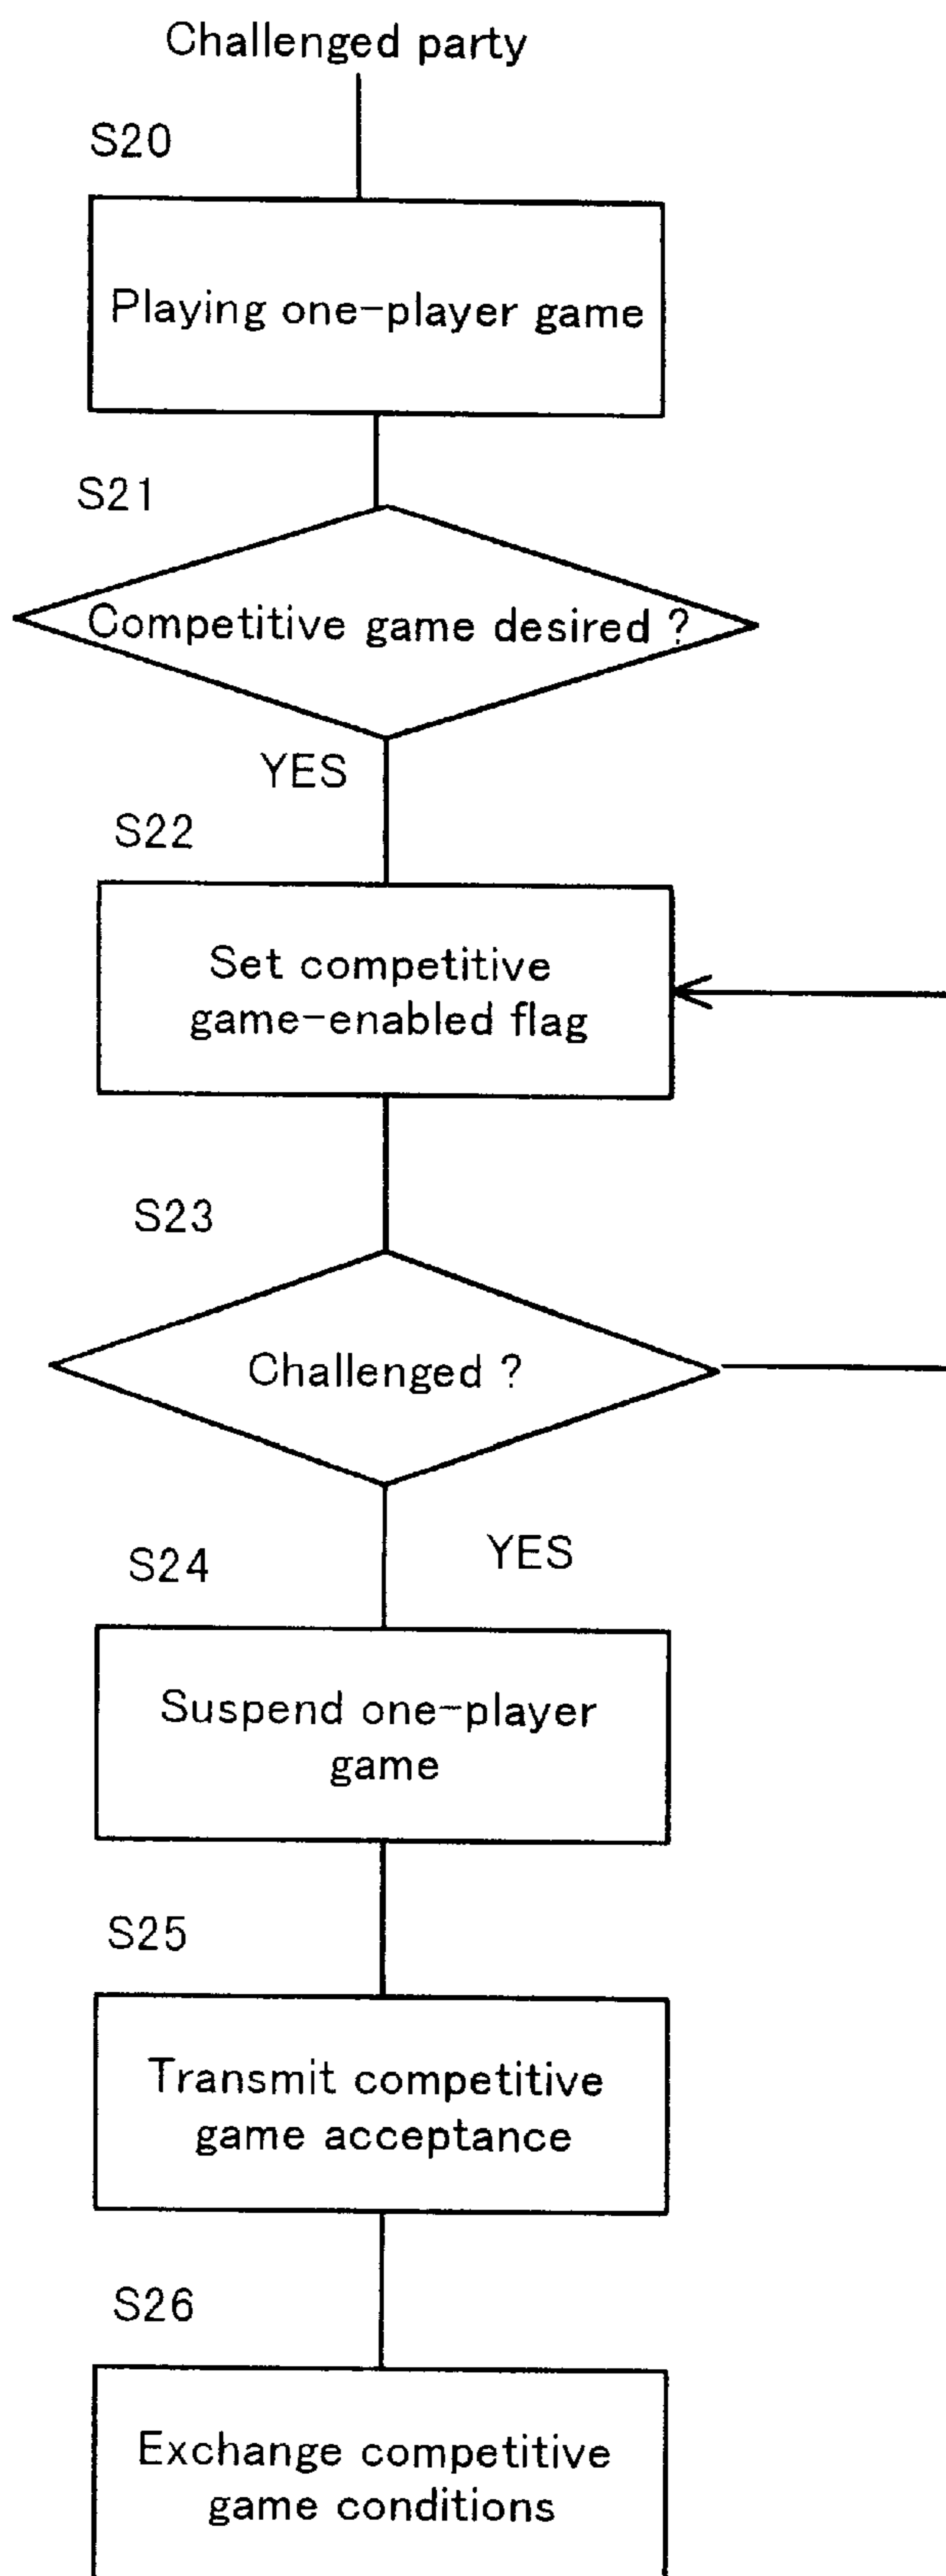 Challenged party
S20
Playing one-player game
S21
Competitive game desired ?
YES
S22
Set competitive
game-enabled flag
S23
Challenged ?
YES
S24
Suspend one-player
game
S25
Transmit competitive
game acceptance
S26
Exchange competitive
game conditions